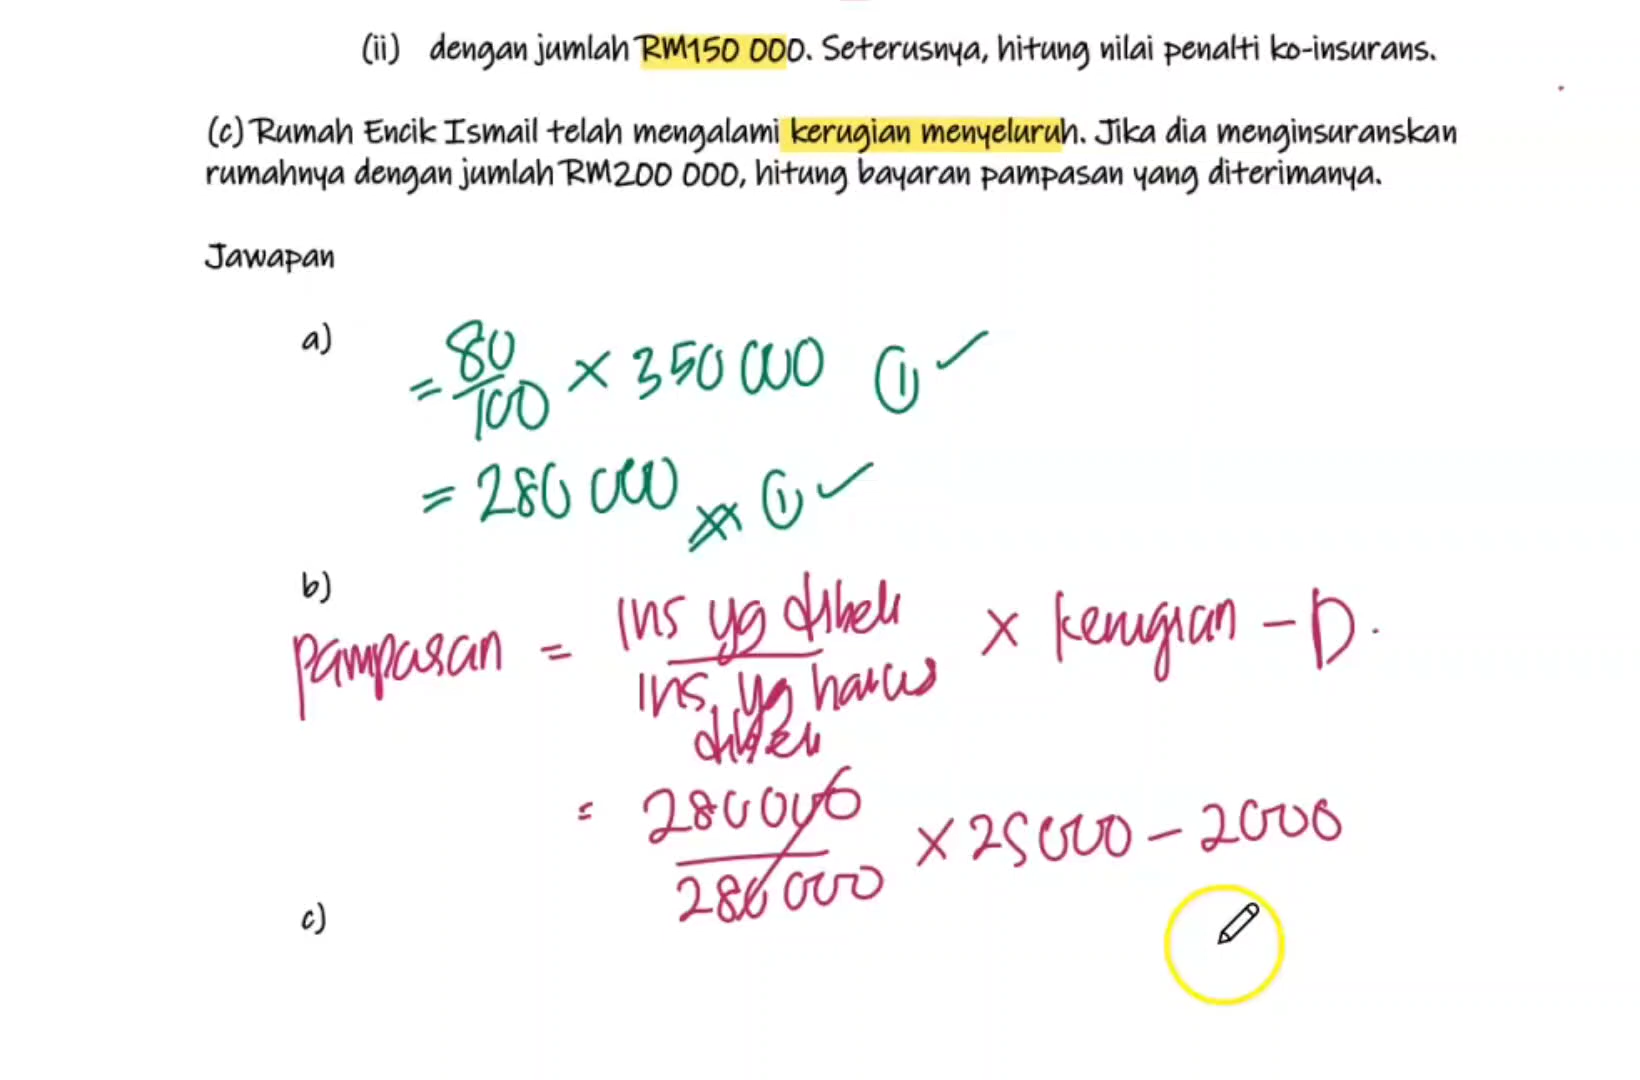 (ii) dengan jumlah RM150 000. Seterusnya, hitung nilai penalti ko-insurans.
(c) Rumah Encik Ismail telah mengalami kerugian menyeluruh. Jika dia menginsuranskan
rumahnya dengan jumlah RM200 000, hitung bayaran pampasan yang diterimanya.
Jawapan
a)
= 80/100 × 350 000 ① ✓
= 280 000 ① ✓
b)
pampasan = Ins yg dibeli / Ins yg harus dibeli × kerugian - D.
= 280 000 / 280 000 × 25000 - 2000
c)